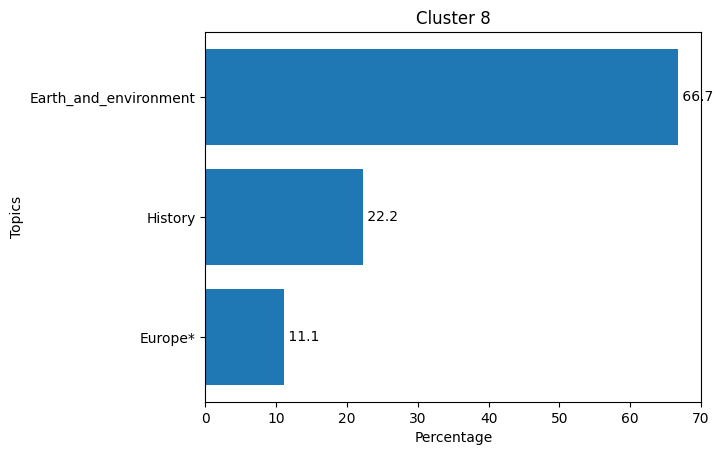 Cluster 8
Topics
Earth_and_environment
66.7
History
22.2
Europe*
11.1
0 10 20 30 40 50 60 70
Percentage